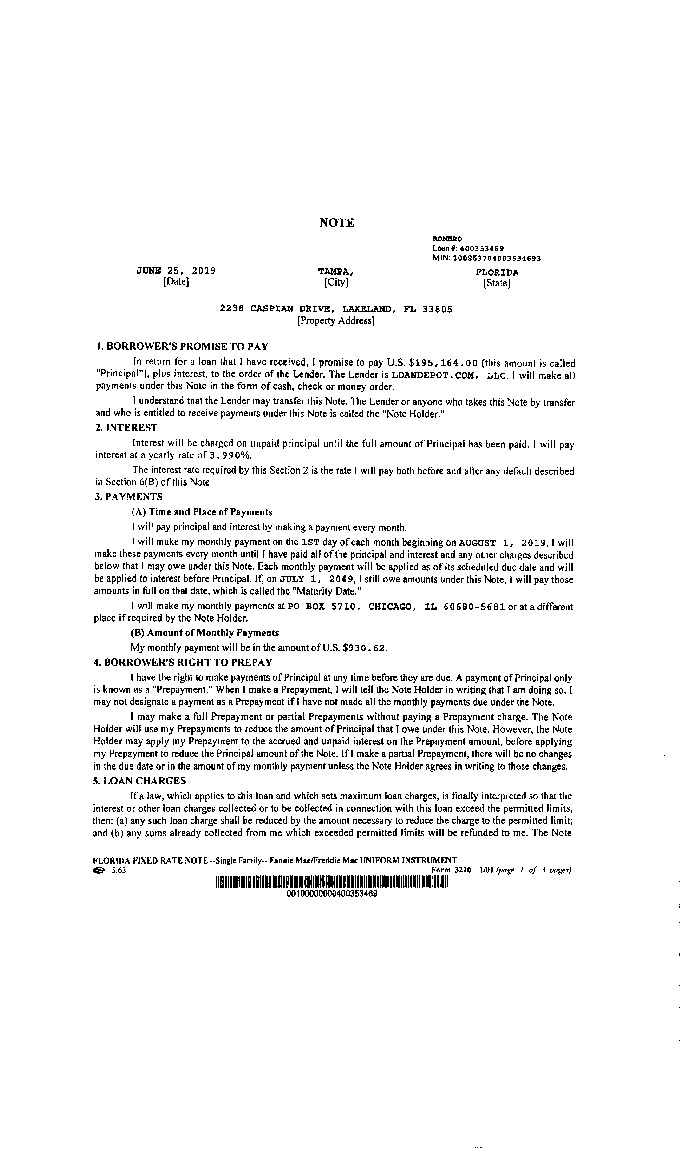 NOTE
ROMERO
Loan #: 400353469
MIN: 100853704003534693
JUNE 25, 2019 TAMPA, FLORIDA
[Date] [City] [State]
2298 CASPIAN DRIVE, LAKELAND, FL 33805
[Property Address]
1. BORROWER'S PROMISE TO PAY
In return for a loan that I have received, I promise to pay U.S. $195,164.00 (this amount is called
"Principal"), plus interest, to the order of the Lender. The Lender is LOANDEPOT.COM, LLC. I will make all
payments under this Note in the form of cash, check or money order.
I understand that the Lender may transfer this Note. The Lender or anyone who takes this Note by transfer
and who is entitled to receive payments under this Note is called the "Note Holder."
2. INTEREST
Interest will be charged on unpaid principal until the full amount of Principal has been paid. I will pay
interest at a yearly rate of 3.990%.
The interest rate required by this Section 2 is the rate I will pay both before and after any default described
in Section 6(B) of this Note
3. PAYMENTS
(A) Time and Place of Payments
I will pay principal and interest by making a payment every month.
I will make my monthly payment on the 1ST day of each month beginning on AUGUST 1, 2019. I will
make these payments every month until I have paid all of the principal and interest and any other charges described
below that I may owe under this Note. Each monthly payment will be applied as of its scheduled due date and will
be applied to interest before Principal. If, on JULY 1, 2049, I still owe amounts under this Note, I will pay those
amounts in full on that date, which is called the "Maturity Date."
I will make my monthly payments at PO BOX 5710, CHICAGO, IL 60680-5681 or at a different
place if required by the Note Holder.
(B) Amount of Monthly Payments
My monthly payment will be in the amount of U.S. $930.62.
4. BORROWER'S RIGHT TO PREPAY
I have the right to make payments of Principal at any time before they are due. A payment of Principal only
is known as a "Prepayment." When I make a Prepayment, I will tell the Note Holder in writing that I am doing so. I
may not designate a payment as a Prepayment if I have not made all the monthly payments due under the Note.
I may make a full Prepayment or partial Prepayments without paying a Prepayment charge. The Note
Holder will use my Prepayments to reduce the amount of Principal that I owe under this Note. However, the Note
Holder may apply my Prepayment to the accrued and unpaid interest on the Prepayment amount, before applying
my Prepayment to reduce the Principal amount of the Note. If I make a partial Prepayment, there will be no changes
in the due date or in the amount of my monthly payment unless the Note Holder agrees in writing to those changes.
5. LOAN CHARGES
If a law, which applies to this loan and which sets maximum loan charges, is finally interpreted so that the
interest or other loan charges collected or to be collected in connection with this loan exceed the permitted limits,
then: (a) any such loan charge shall be reduced by the amount necessary to reduce the charge to the permitted limit;
and (b) any sums already collected from me which exceeded permitted limits will be refunded to me. The Note
FLORIDA FIXED RATE NOTE--Single Family-- Fannie Mae/Freddie Mac UNIFORM INSTRUMENT
5.63 Form 3210 1/01 (page 1 of 3 pages)